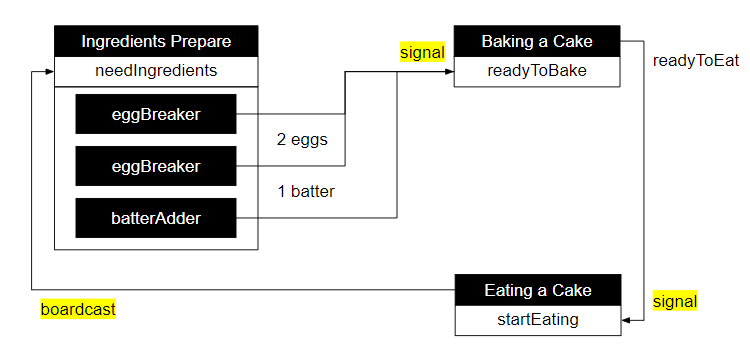 Ingredients Prepare
needIngredients
eggBreaker
eggBreaker
batterAdder
2 eggs
1 batter
signal
Baking a Cake
readyToBake
readyToEat
Eating a Cake
startEating
signal
boardcast